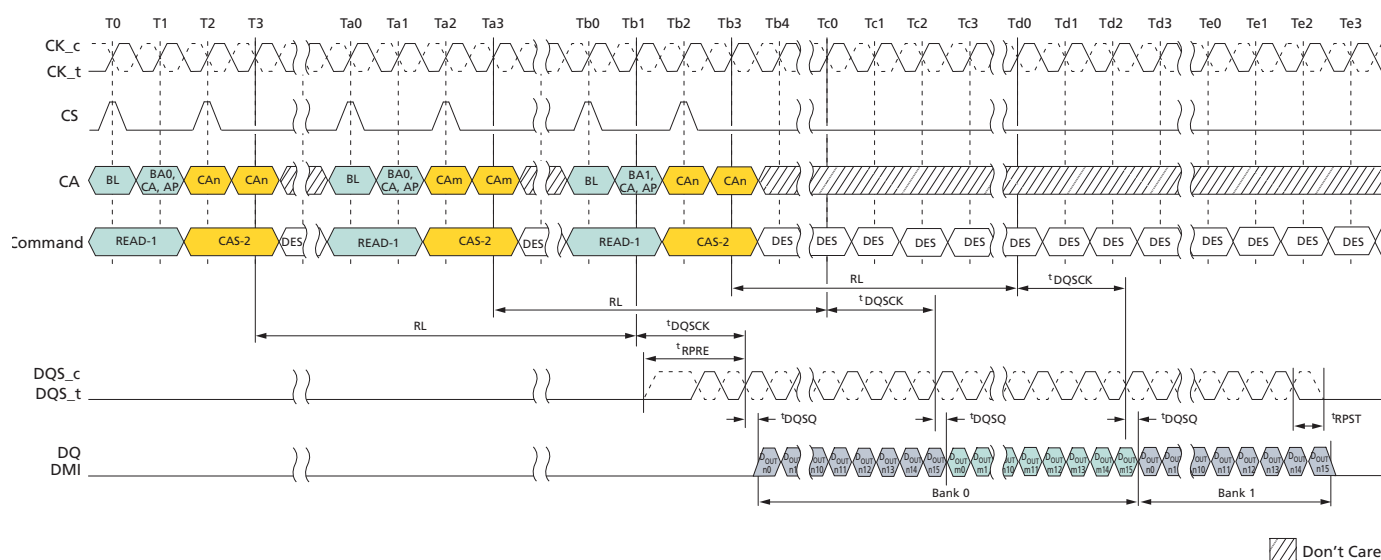 T0 T1 T2 T3 Ta0 Ta1 Ta2 Ta3 Tb0 Tb1 Tb2 Tb3 Tb4 Tc0 Tc1 Tc2 Tc3 Td0 Td1 Td2 Td3 Te0 Te1 Te2 Te3
CK_c
CK_t
CS
CA BL BA0, CA, AP CAn CAn BL BA0, CA, AP CAm CAm BL BA1, CA, AP CAn CAn
Command READ-1 CAS-2 DES READ-1 CAS-2 DES READ-1 CAS-2 DES DES DES DES DES DES DES DES DES DES DES DES DES
RL tDQSCK
RL tDQSCK
RL tDQSCK
tRPRE
DQS_c
DQS_t
tDQSQ tDQSQ tDQSQ tRPST
DQ
DMI
DOUT n0 DOUT n1 DOUT n10 DOUT n11 DOUT n12 DOUT n13 DOUT n14 DOUT n15 DOUT m0 DOUT m1 DOUT n10 DOUT m11 DOUT m12 DOUT m13 DOUT m14 DOUT m15 DOUT n0 DOUT n1 DOUT n10 DOUT n11 DOUT n12 DOUT n13 DOUT n14 DOUT n15
Bank 0 Bank 1
Don't Care